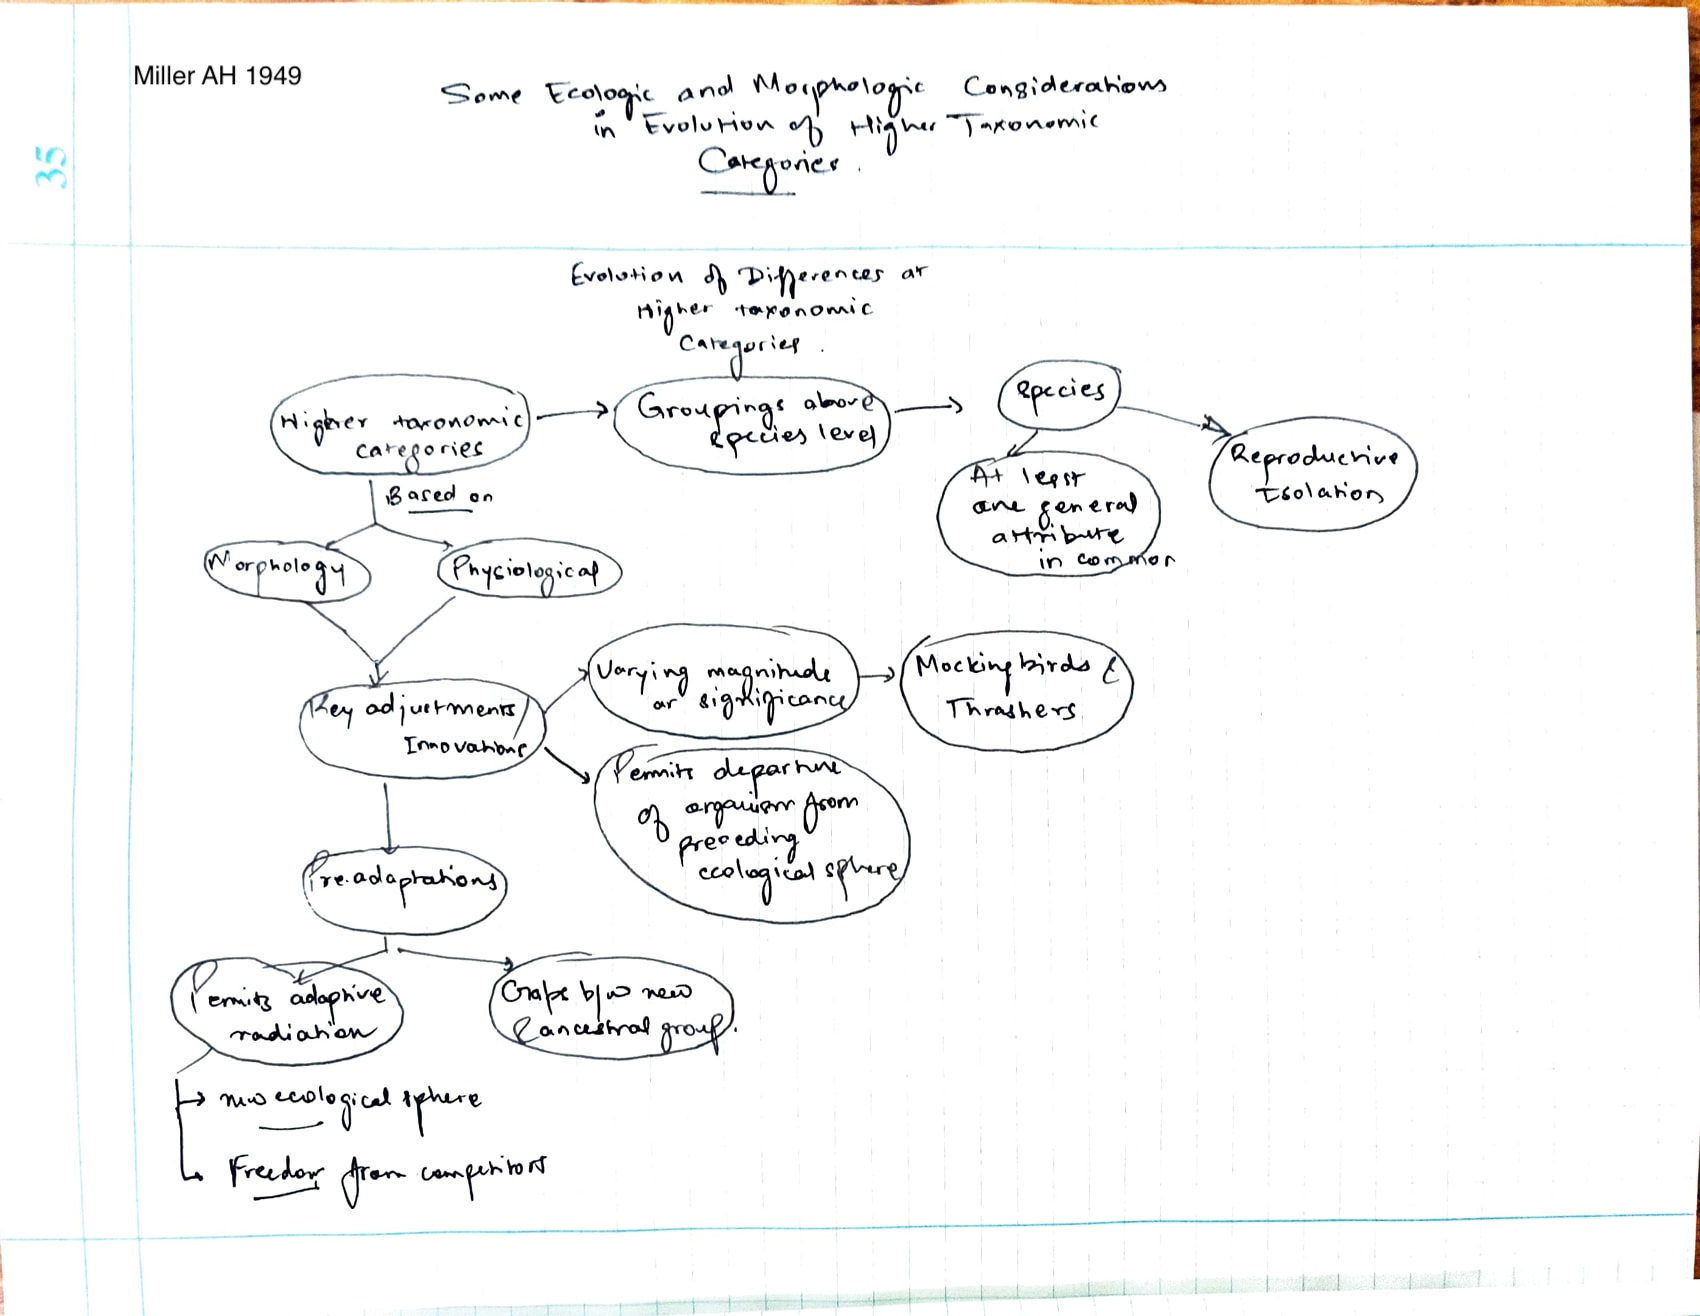 Miller AH 1949
35
Some Ecologic and Morphologic Considerations
in Evolution of Higher Taxonomic
Categories.
Evolution of Differences at
Higher taxonomic
Categories.
Higher taxonomic
categories
Groupings above
species level
Species
At least
one general
attribute
in common
Reproductive
Isolation
Based on
Morphology
Physiological
Key adjustments/
Innovations
Varying magnitude
or significance
Mockingbirds &
Thrashers
Permits departure
of organism from
preceding
ecological sphere
Pre.adaptations
Permits adaptive
radiation
Gaps b/w new
& ancestral group.
new ecological sphere
Freedom from competitors